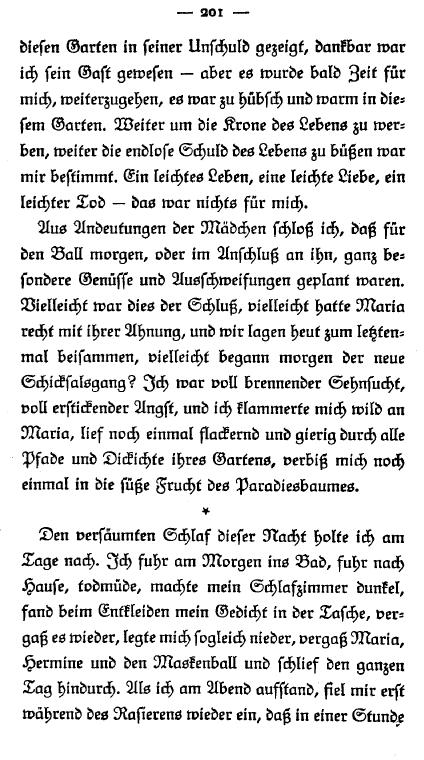 — 201 —
diesen Garten in seiner Unschuld gezeigt, dankbar war
ich sein Gast gewesen — aber es wurde bald Zeit für
mich, weiterzugehen, es war zu hübsch und warm in die-
sem Garten. Weiter um die Krone des Lebens zu wer-
ben, weiter die endlose Schuld des Lebens zu büßen war
mir bestimmt. Ein leichtes Leben, eine leichte Liebe, ein
leichter Tod — das war nichts für mich.
Aus Andeutungen der Mädchen schloß ich, daß für
den Ball morgen, oder im Anschluß an ihn, ganz be-
sondere Genüsse und Ausschweifungen geplant waren.
Vielleicht war dies der Schluß, vielleicht hatte Maria
recht mit ihrer Ahnung, und wir lagen heut zum letzten-
mal beisammen, vielleicht begann morgen der neue
Schicksalsgang? Ich war voll brennender Sehnsucht,
voll erstickender Angst, und ich klammerte mich wild an
Maria, lief noch einmal flackernd und gierig durch alle
Pfade und Dickichte ihres Gartens, verbiß mich noch
einmal in die süße Frucht des Paradiesbaumes.
*
Den versäumten Schlaf dieser Nacht holte ich am
Tage nach. Ich fuhr am Morgen ins Bad, fuhr nach
Hause, todmüde, machte mein Schlafzimmer dunkel,
fand beim Entkleiden mein Gedicht in der Tasche, ver-
gaß es wieder, legte mich sogleich nieder, vergaß Maria,
Hermine und den Maskenball und schlief den ganzen
Tag hindurch. Als ich am Abend aufstand, fiel mir erst
während des Rasierens wieder ein, daß in einer Stunde